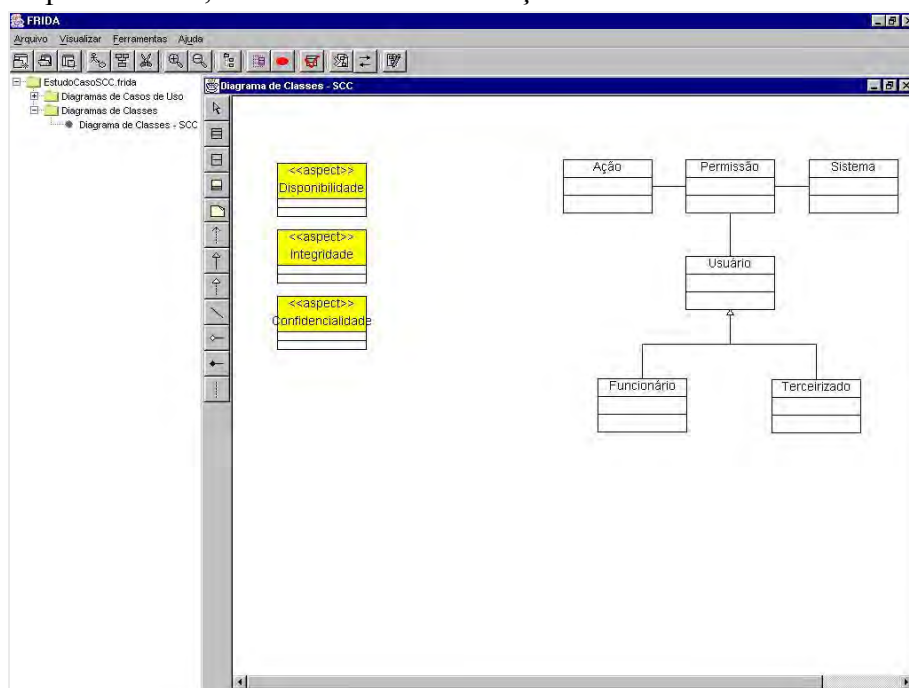 FRIDA
Arquivo Visualizar Ferramentas Ajuda
EstudoCasoSCC.frida
Diagramas de Casos de Uso
Diagramas de Classes
Diagrama de Classes - SCC
Diagrama de Classes - SCC
<<aspect>>
Disponibilidade
<<aspect>>
Integridade
<<aspect>>
Confidencialidade
Ação
Permissão
Sistema
Usuário
Funcionário
Terceirizado